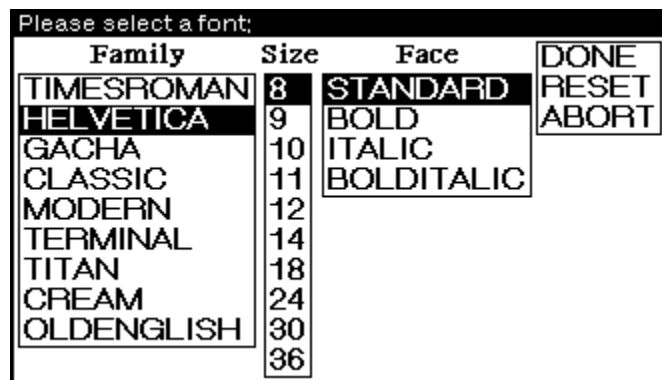 Please select a font;
Family Size Face
TIMESROMAN
HELVETICA
GACHA
CLASSIC
MODERN
TERMINAL
TITAN
CREAM
OLDENGLISH
8
9
10
11
12
14
18
24
30
36
STANDARD
BOLD
ITALIC
BOLDITALIC
DONE
RESET
ABORT